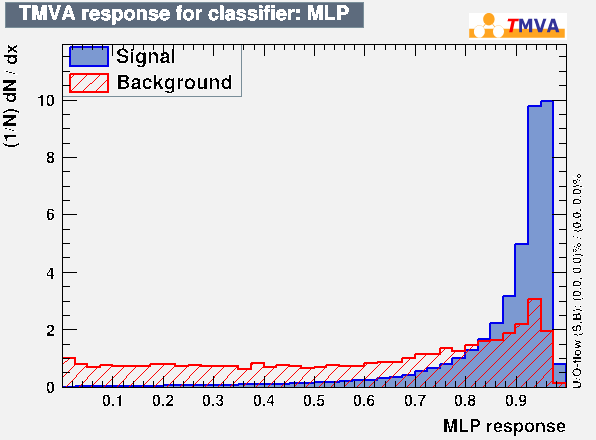 TMVA response for classifier: MLP
TMVA
Signal
Background
(1/N) dN / dx
10
8
6
4
2
0
0.1 0.2 0.3 0.4 0.5 0.6 0.7 0.8 0.9
MLP response
U/O-flow (S,B): (0.0, 0.0)% / (0.0, 0.0)%